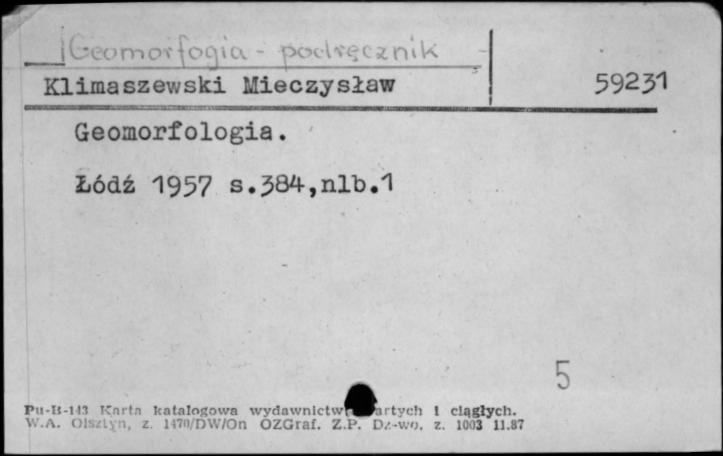 Geomorfogia - podręcznik
Klimaszewski Mieczysław 59231
Geomorfologia.
Łódź 1957 s.384,nlb.1
5
Pu-B-143 Karta katalogowa wydawnictw artych i ciągłych.
W.A. Olsztyn, z. 1470/DW/On OZGraf. Z.P. Dz-wo, z. 1003 11.87